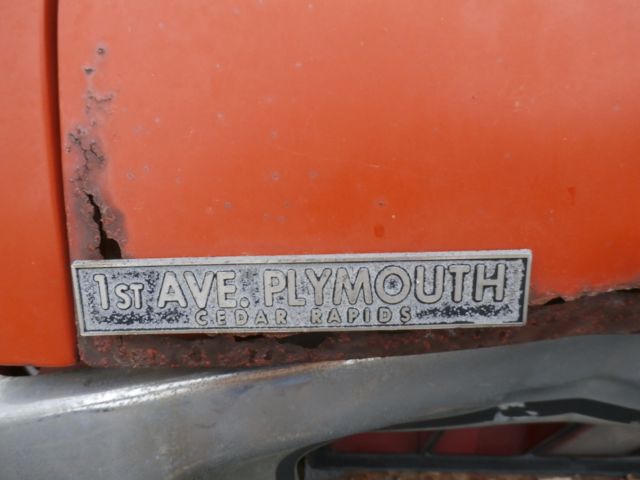 1ST AVE. PLYMOUTH
CEDAR RAPIDS